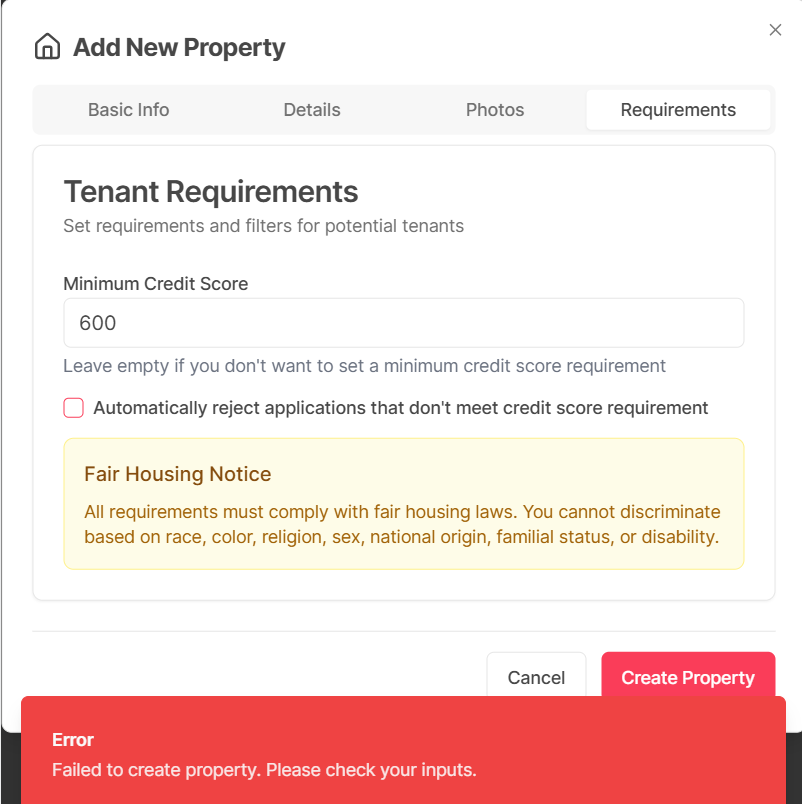 Add New Property
Basic Info
Details
Photos
Requirements
Tenant Requirements
Set requirements and filters for potential tenants
Minimum Credit Score
600
Leave empty if you don't want to set a minimum credit score requirement
Automatically reject applications that don't meet credit score requirement
Fair Housing Notice
All requirements must comply with fair housing laws. You cannot discriminate
based on race, color, religion, sex, national origin, familial status, or disability.
Cancel
Create Property
Error
Failed to create property. Please check your inputs.